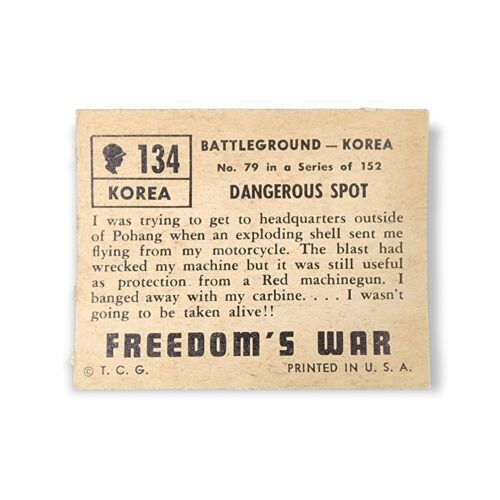 134
KOREA
BATTLEGROUND — KOREA
No. 79 in a Series of 152
DANGEROUS SPOT
I was trying to get to headquarters outside
of Pohang when an exploding shell sent me
flying from my motorcycle. The blast had
wrecked my machine but it was still useful
as protection from a Red machinegun. I
banged away with my carbine. . . . I wasn't
going to be taken alive!!
FREEDOM'S WAR
© T. C. G.
PRINTED IN U. S. A.